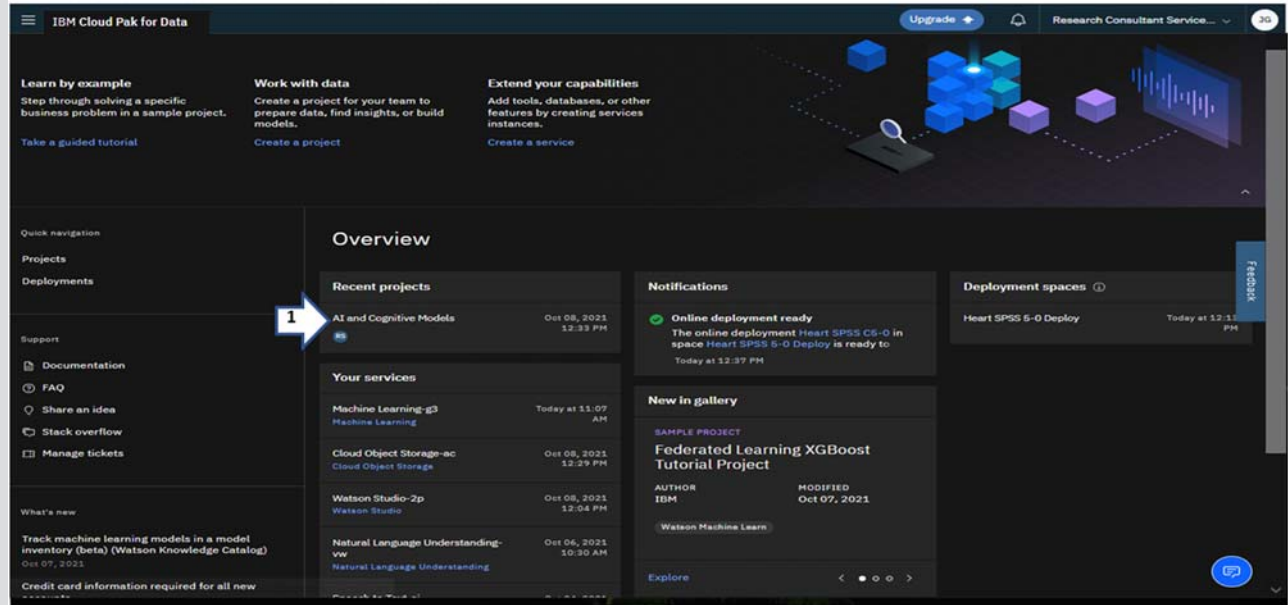 IBM Cloud Pak for Data
Upgrade
Research Consultant Service...
JG
Learn by example
Step through solving a specific
business problem in a sample project.
Take a guided tutorial
Work with data
Create a project for your team to
prepare data, find insights, or build
models.
Create a project
Extend your capabilities
Add tools, databases, or other
features by creating services
instances.
Create a service
Quick navigation
Projects
Deployments
Support
Documentation
FAQ
Share an idea
Stack overflow
Manage tickets
What's new
Track machine learning models in a model
inventory (beta) (Watson Knowledge Catalog)
Oct 07, 2021
Credit card information required for all new
Overview
Recent projects
1
AI and Cognitive Models
Oct 08, 2021
12:33 PM
RS
Your services
Machine Learning-g3
Today at 11:07
AM
Machine Learning
Cloud Object Storage-ac
Oct 08, 2021
12:29 PM
Cloud Object Storage
Watson Studio-2p
Oct 08, 2021
12:04 PM
Watson Studio
Natural Language Understanding-
vw
Oct 06, 2021
10:30 AM
Natural Language Understanding
Notifications
Online deployment ready
The online deployment Heart SPSS C5-0 in
space Heart SPSS 5-0 Deploy is ready to
Today at 12:37 PM
New in gallery
SAMPLE PROJECT
Federated Learning XGBoost
Tutorial Project
AUTHOR
IBM
MODIFIED
Oct 07, 2021
Watson Machine Learn
Explore
Deployment spaces
Heart SPSS 5-0 Deploy
Today at 12:13
PM
Feedback